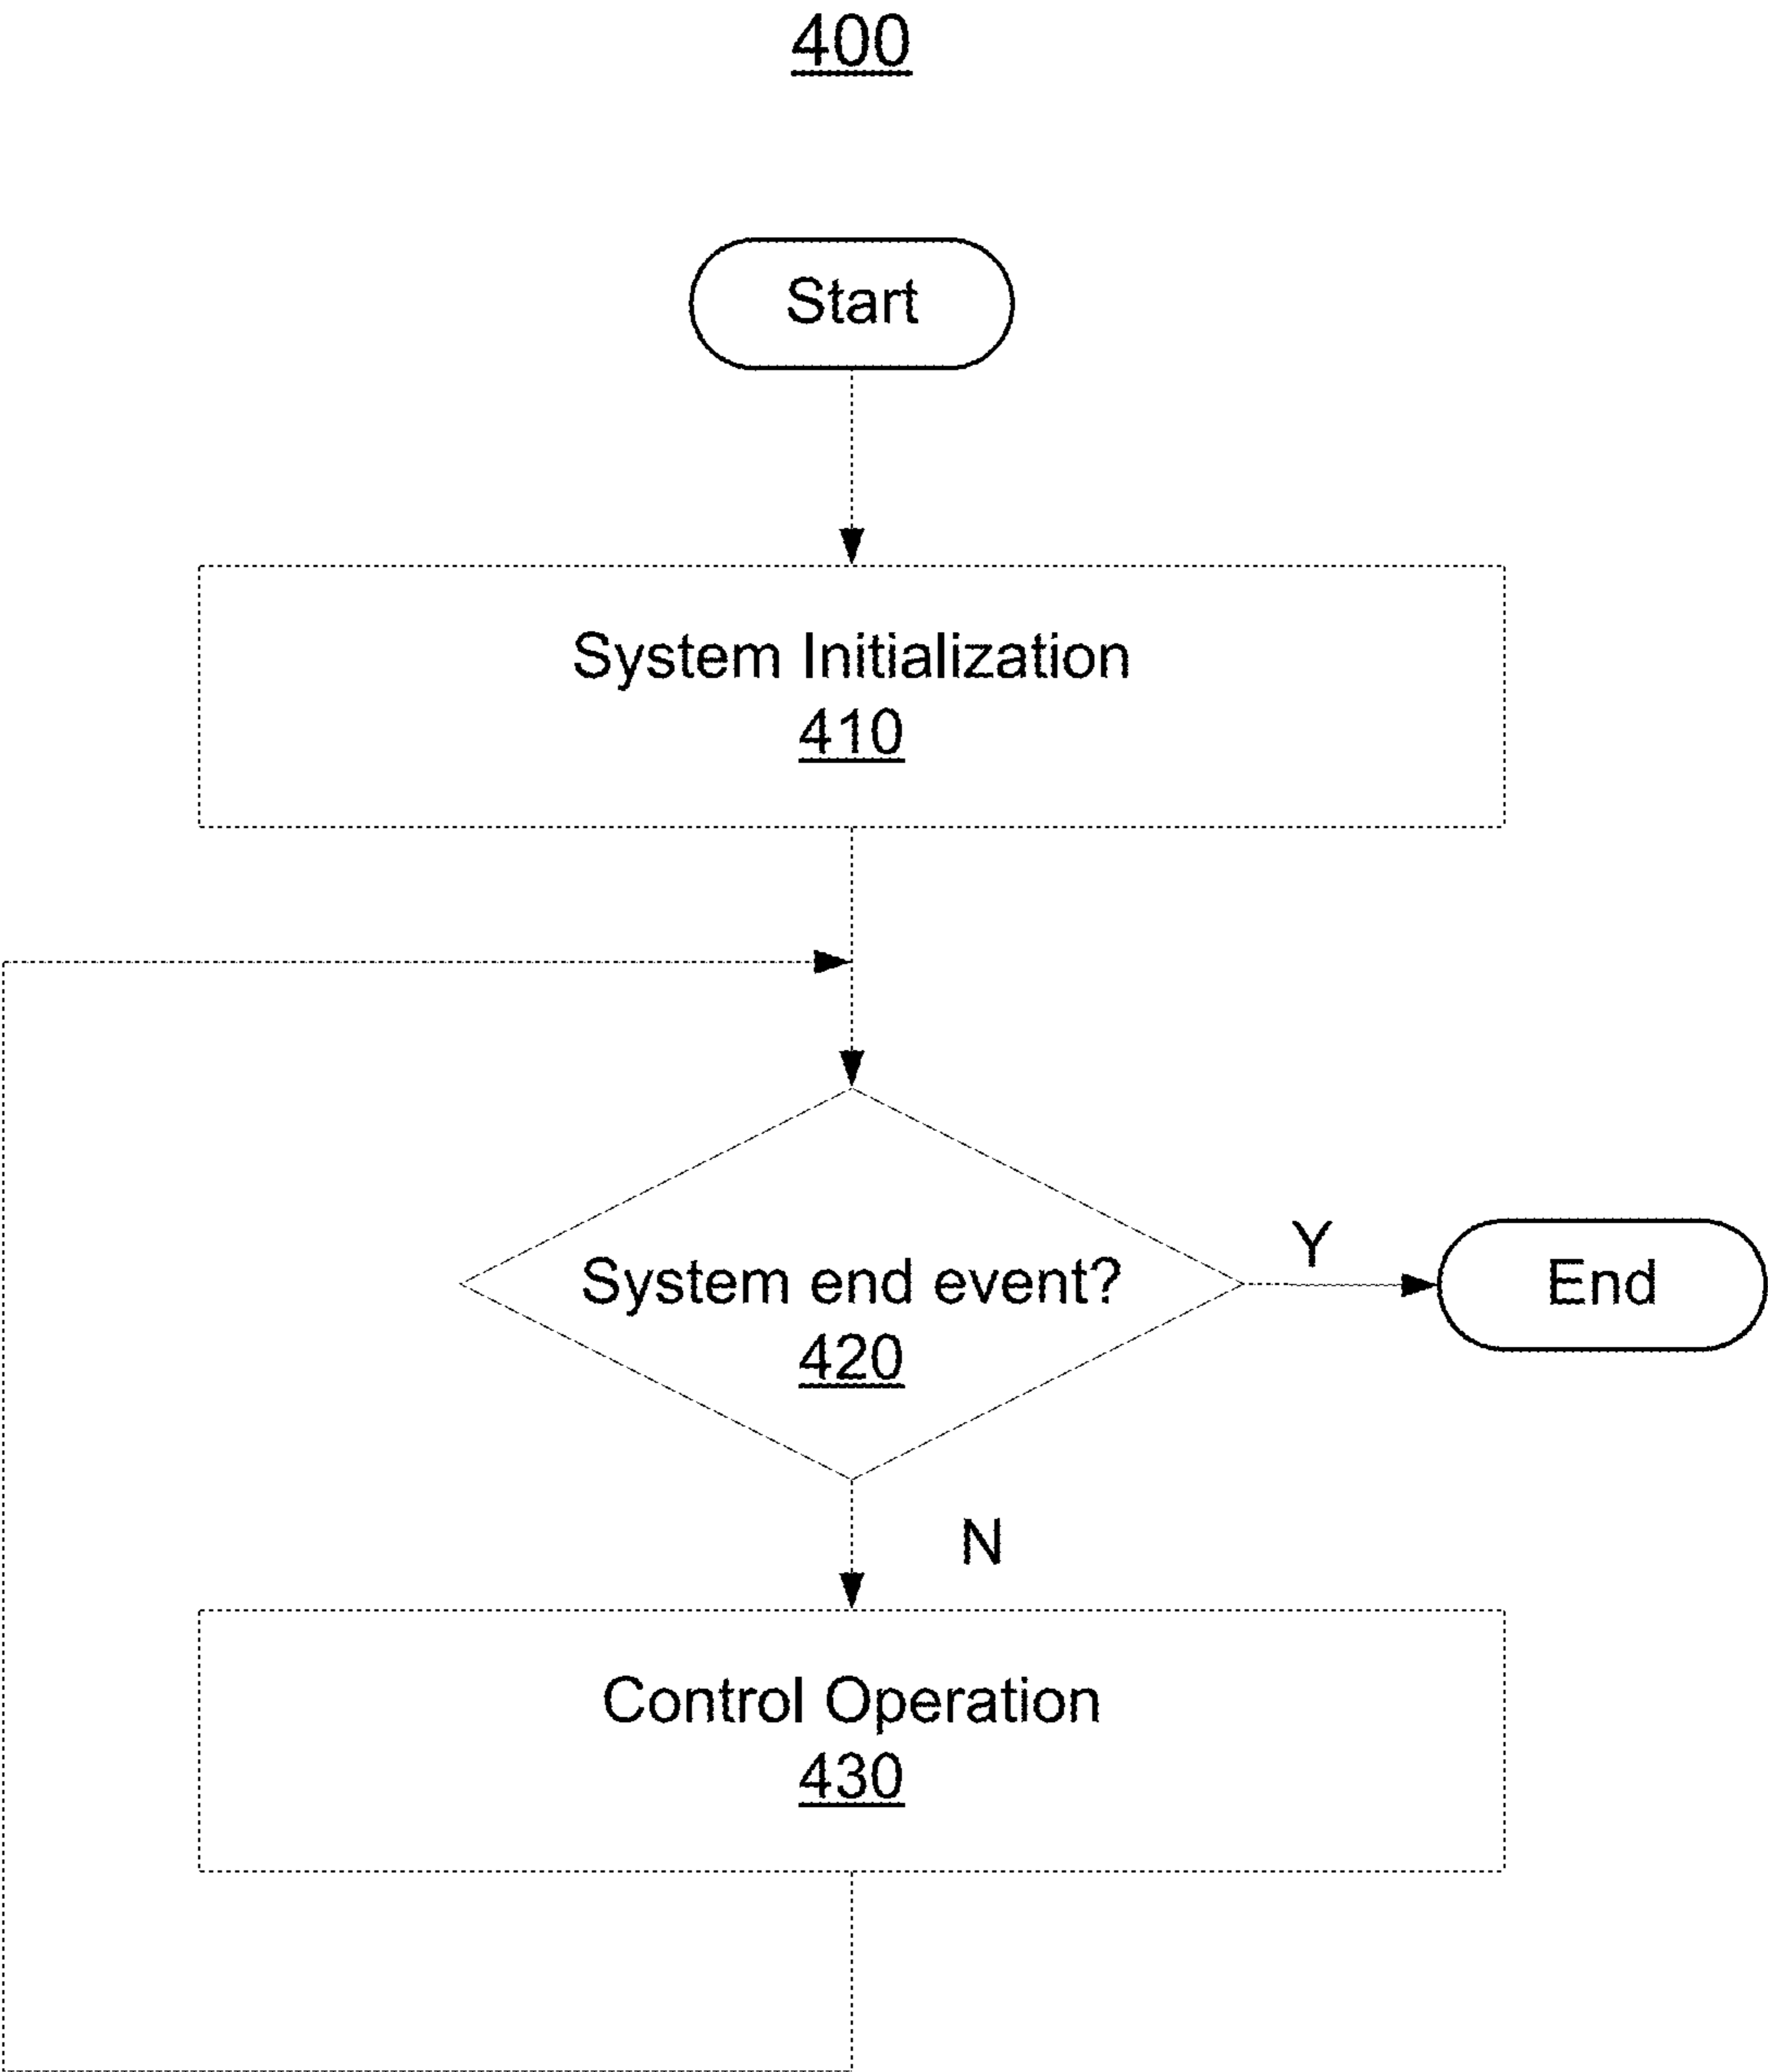 400
Start
System Initialization
410
System end event?
420
Y
End
N
Control Operation
430